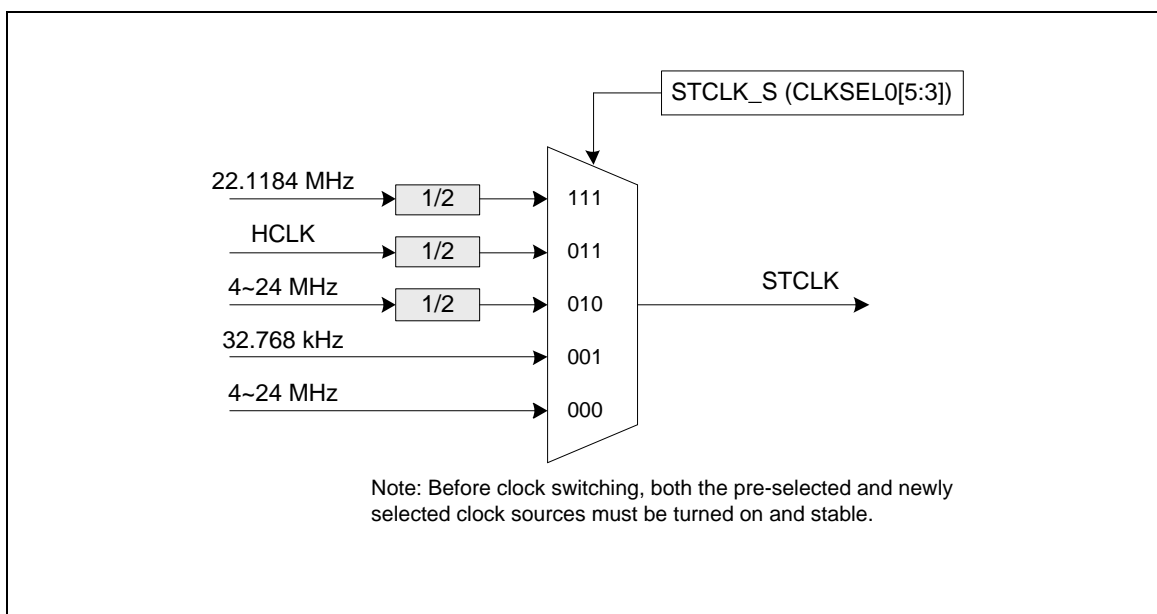 STCLK_S (CLKSEL0[5:3])
22.1184 MHz
1/2
111
HCLK
1/2
011
4~24 MHz
1/2
010
STCLK
32.768 kHz
001
4~24 MHz
000
Note: Before clock switching, both the pre-selected and newly
selected clock sources must be turned on and stable.